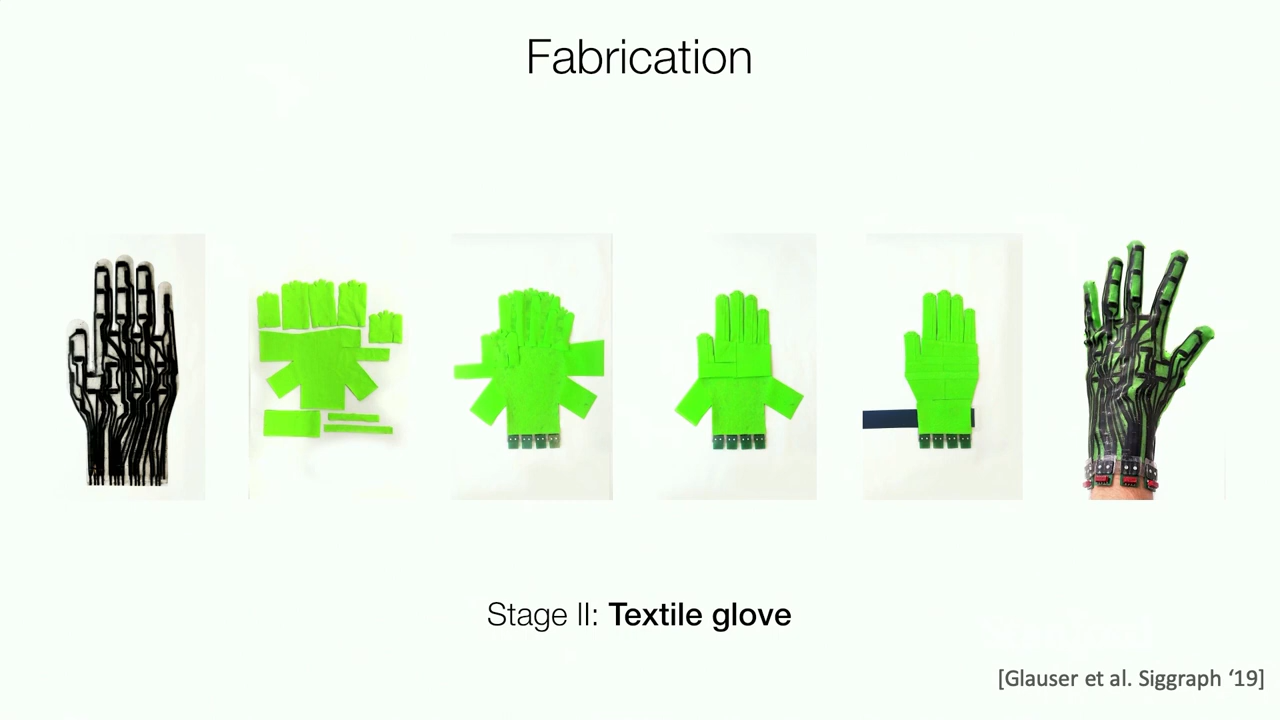 Fabrication
Stage II: Textile glove
[Glauser et al. Siggraph ‘19]